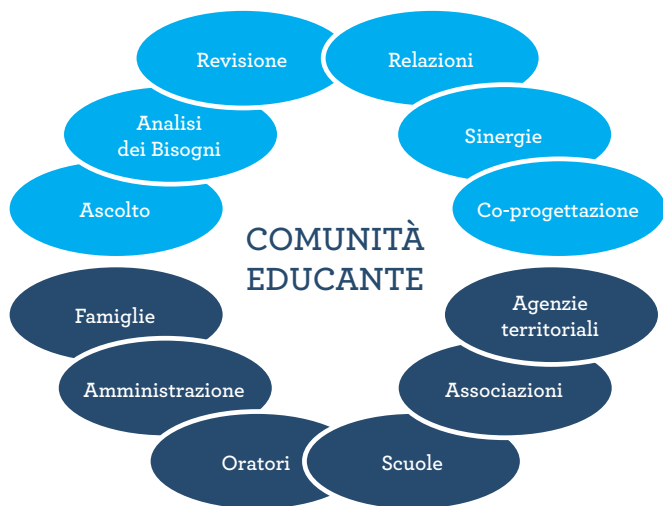 Revisione
Relazioni
Analisi
dei Bisogni
Sinergie
Ascolto
Co-progettazione
COMUNITÀ
EDUCANTE
Famiglie
Agenzie
territoriali
Amministrazione
Associazioni
Oratori
Scuole